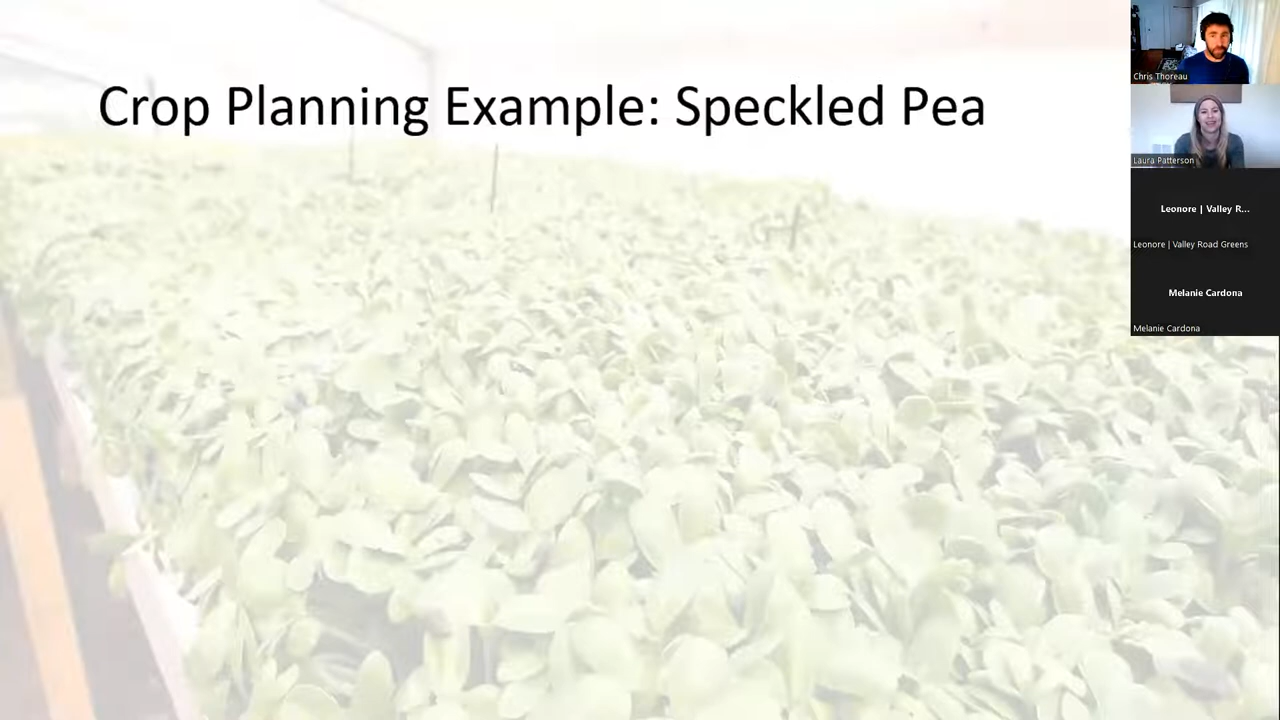 Crop Planning Example: Speckled Pea
Chris Thoreau
Laura Patterson
Leonore | Valley R...
Leonore | Valley Road Greens
Melanie Cardona
Melanie Cardona